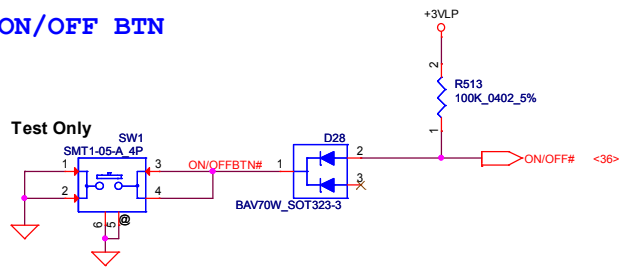 ON/OFF BTN
+3VLP
2
R513
100K_0402_5%
1
Test Only
SW1
SMT1-05-A_4P
1
2
3
4
6
5
@
ON/OFFBTN#
D28
1
2
3
BAV70W_SOT323-3
ON/OFF# <36>